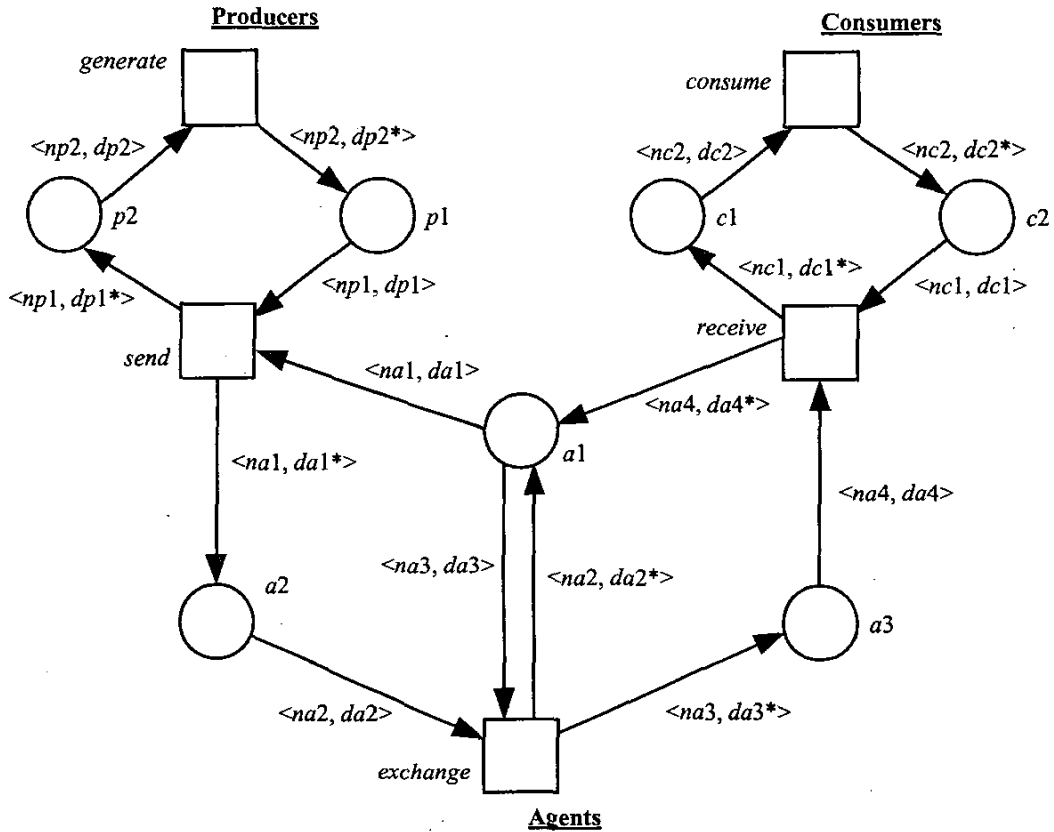 Producers
Consumers
generate
consume
<np2, dp2>
<np2, dp2*>
<nc2, dc2>
<nc2, dc2*>
p2
p1
c1
c2
<np1, dp1*>
<np1, dp1>
<nc1, dc1*>
<nc1, dc1>
send
receive
<na1, da1>
<na4, da4*>
a1
<na1, da1*>
<na4, da4>
<na3, da3>
<na2, da2*>
a2
a3
<na2, da2>
<na3, da3*>
exchange
Agents